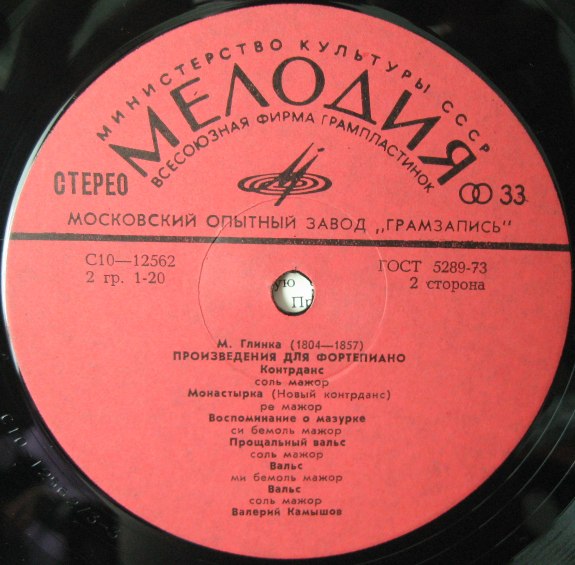 МИНИСТЕРСТВО КУЛЬТУРЫ СССР
МЕЛОДИЯ
ВСЕСОЮЗНАЯ ФИРМА ГРАМПЛАСТИНОК
СТЕРЕО
33
МОСКОВСКИЙ ОПЫТНЫЙ ЗАВОД „ГРАМЗАПИСЬ"
С10—12562
ГОСТ 5289-73
2 гр. 1-20
2 сторона
М. Глинка (1804—1857)
ПРОИЗВЕДЕНИЯ ДЛЯ ФОРТЕПИАНО
Контрданс
соль мажор
Монастырка (Новый контрданс)
ре мажор
Воспоминание о мазурке
си бемоль мажор
Прощальный вальс
соль мажор
Вальс
ми бемоль мажор
Вальс
соль мажор
Валерий Камышов